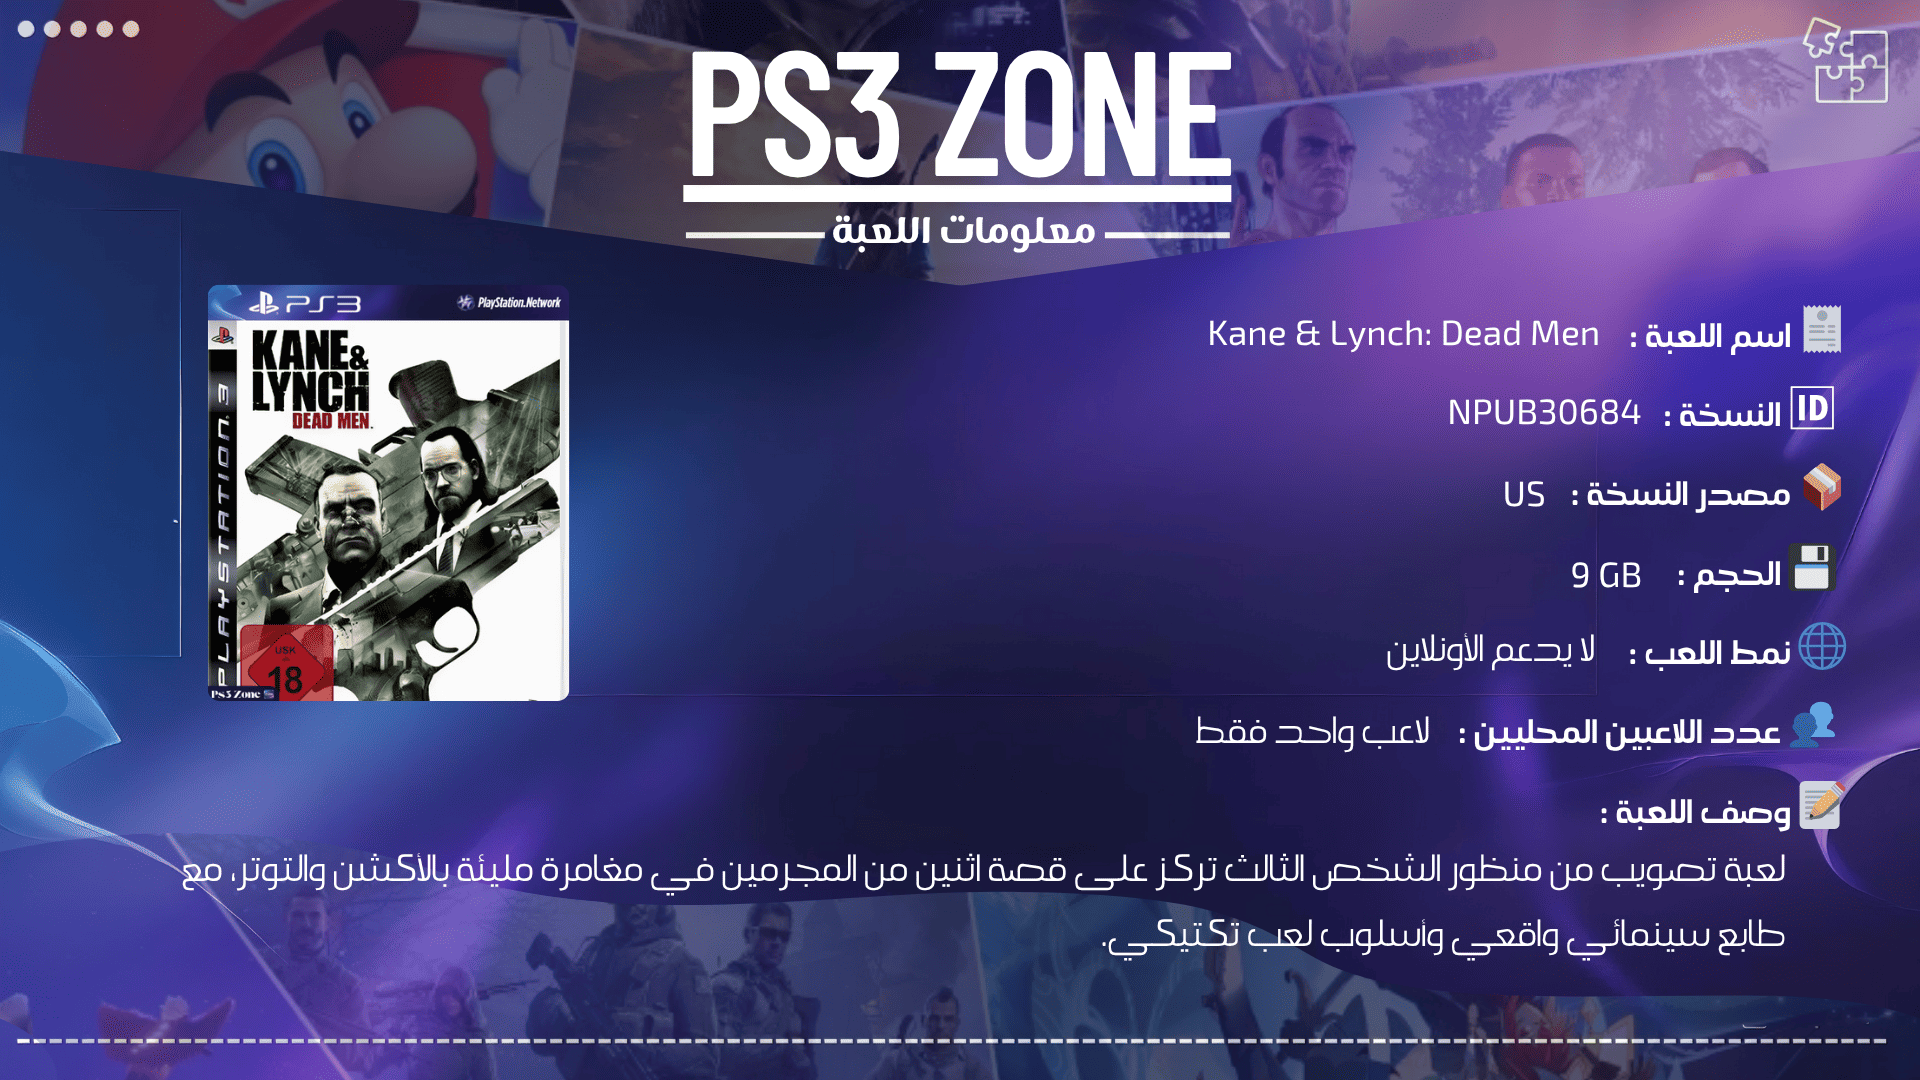 PS3 ZONE
معلومات اللعبة
PS3 PlayStation.Network
KANE &
LYNCH
DEAD MEN.
PLAYSTATION 3
USK
18
Ps3 Zone
اسم اللعبة : Kane & Lynch: Dead Men
ID النسخة : NPUB30684
مصدر النسخة : US
الحجم : 9 GB
نمط اللعب : لا يدعم الأونلاين
عدد اللاعبين المحليين : لاعب واحد فقط
وصف اللعبة :
لعبة تصويب من منظور الشخص الثالث تركز على قصة اثنين من المجرمين في مغامرة مليئة بالأكشن والتوتر، مع
طابع سينمائي واقعي وأسلوب لعب تكتيكي.